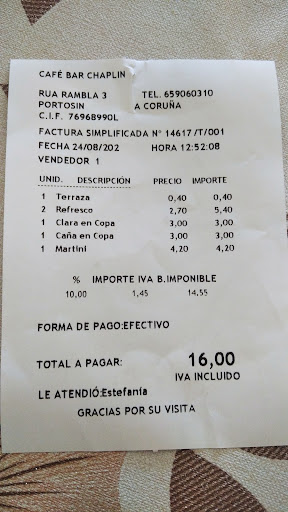 CAFÉ BAR CHAPLIN
RUA RAMBLA 3 TEL. 659060310
PORTOSIN A CORUÑA
C.I.F. 76968990L
FACTURA SIMPLIFICADA Nº 14617/T/001
FECHA 24/08/202 HORA 12:52:08
VENDEDOR 1
UNID. DESCRIPCIÓN PRECIO IMPORTE
1 Terraza 0,40 0,40
2 Refresco 2,70 5,40
1 Clara en Copa 3,00 3,00
1 Caña en Copa 3,00 3,00
1 Martini 4,20 4,20
% IMPORTE IVA B.IMPONIBLE
10,00 1,45 14,55
FORMA DE PAGO:EFECTIVO
TOTAL A PAGAR: 16,00
IVA INCLUIDO
LE ATENDIÓ:Estefanía
GRACIAS POR SU VISITA